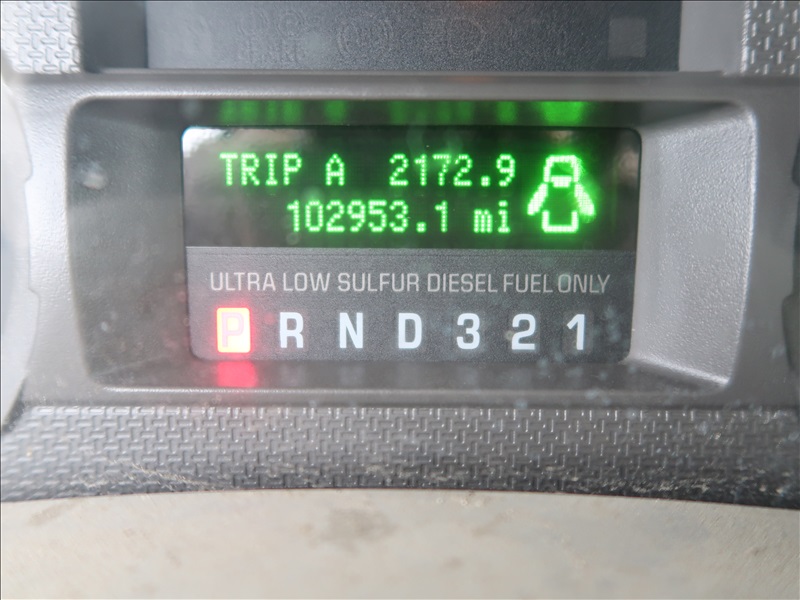 TRIP A 2172.9
102953.1 mi
ULTRA LOW SULFUR DIESEL FUEL ONLY
P R N D 3 2 1